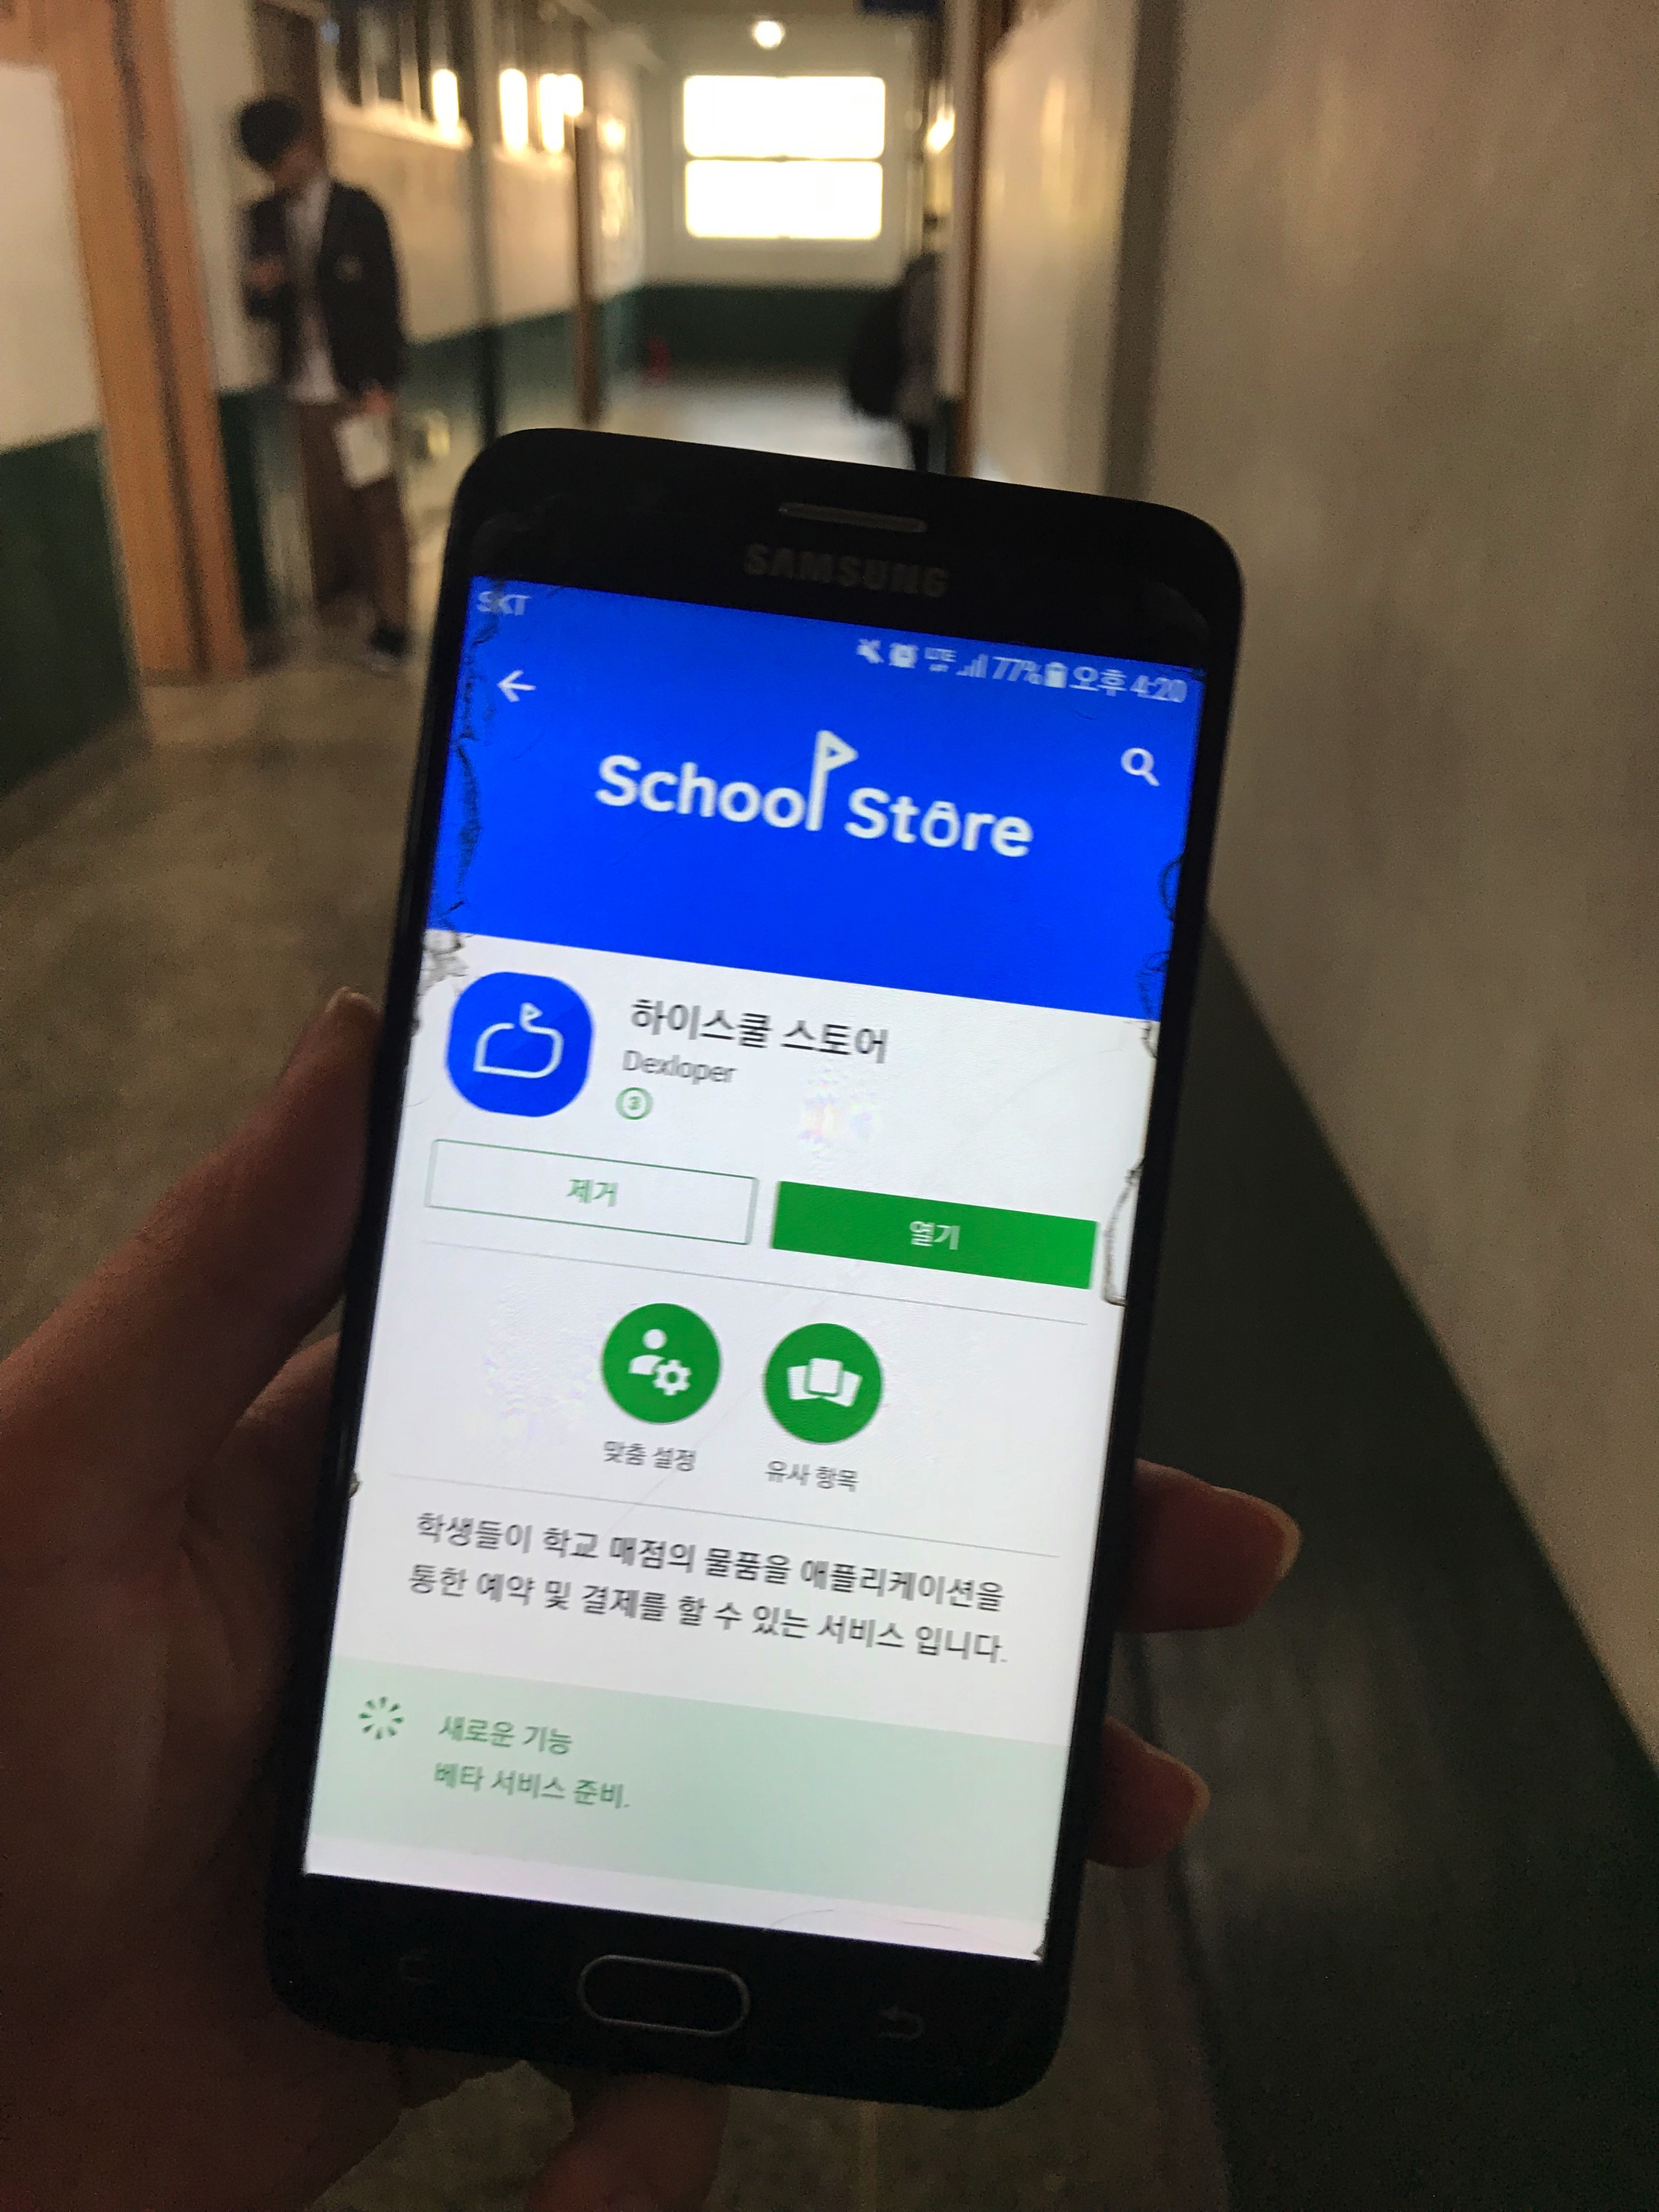 SAMSUNG
SKT
LTE 77% 오후 4:20
School Store
하이스쿨 스토어
Dexloper
3
제거
열기
맞춤 설정
유사 항목
학생들이 학교 매점의 물품을 애플리케이션을
통한 예약 및 결제를 할 수 있는 서비스 입니다.
새로운 기능
베타 서비스 준비.